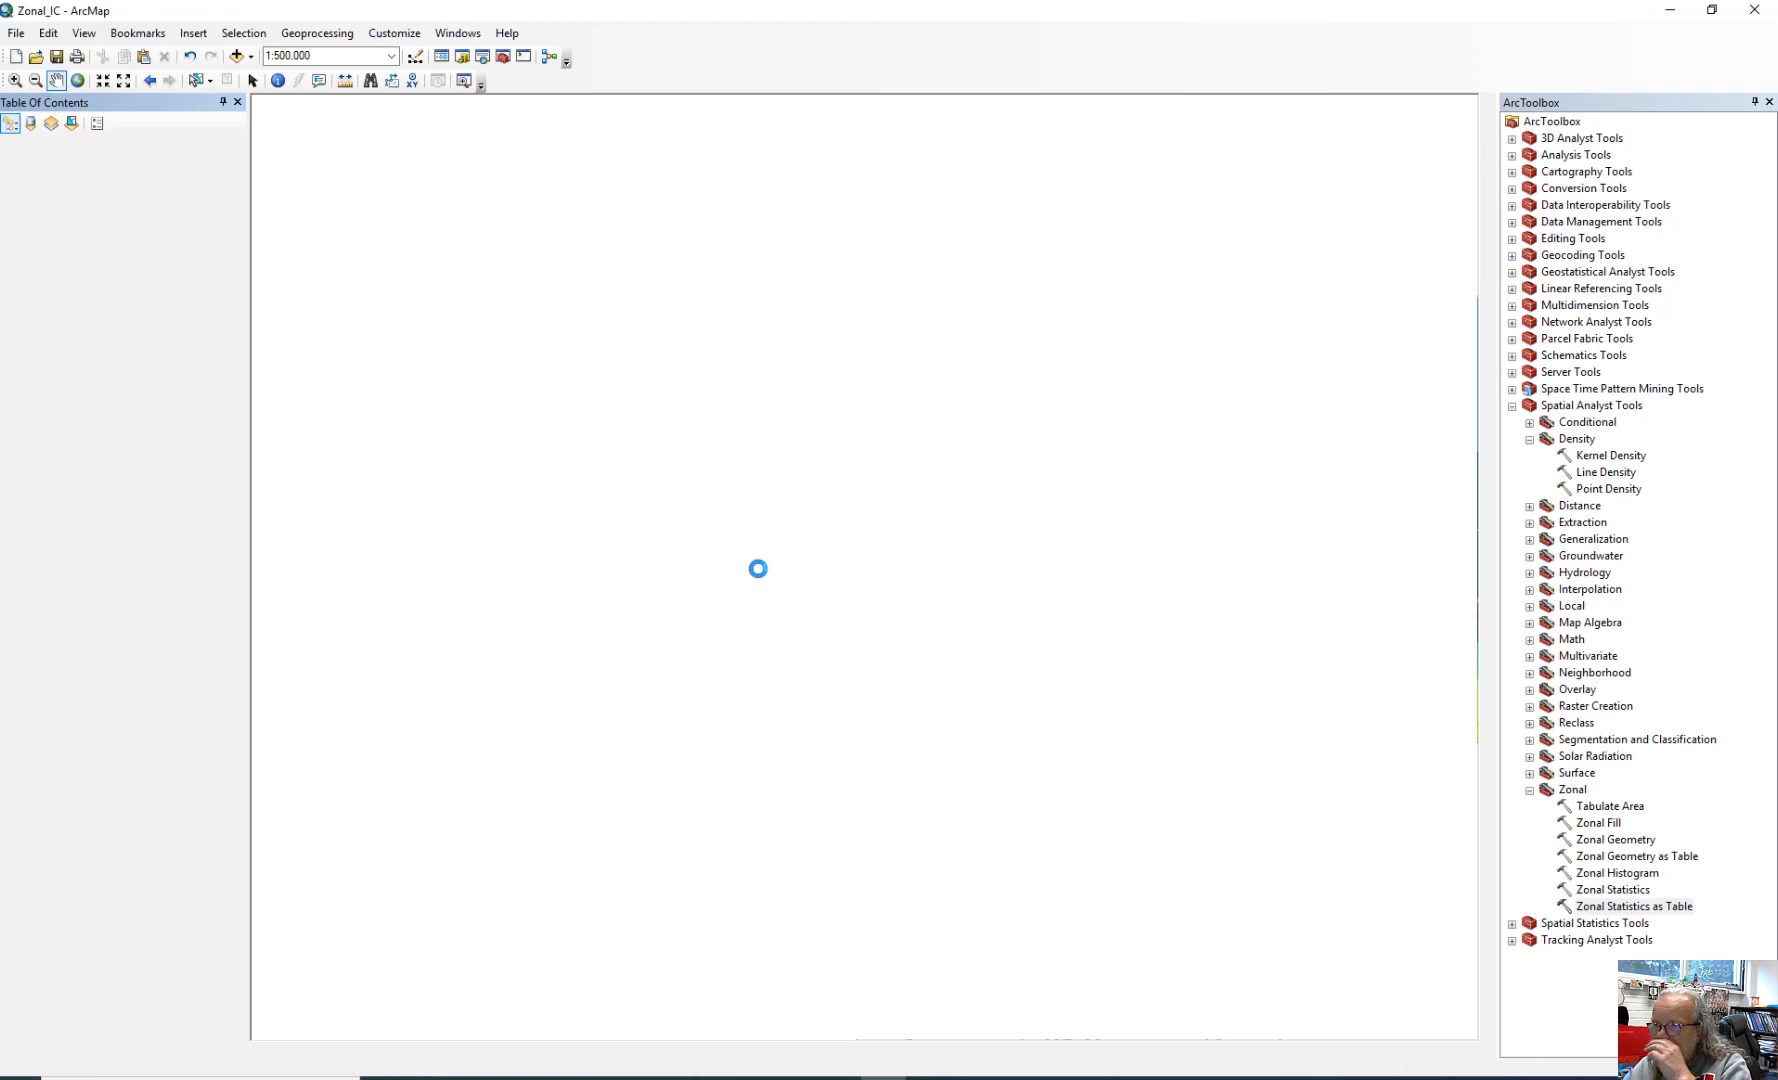 Zonal_IC - ArcMap
File Edit View Bookmarks Insert Selection Geoprocessing Customize Windows Help
1:500,000
Table Of Contents
ArcToolbox
ArcToolbox
3D Analyst Tools
Analysis Tools
Cartography Tools
Conversion Tools
Data Interoperability Tools
Data Management Tools
Editing Tools
Geocoding Tools
Geostatistical Analyst Tools
Linear Referencing Tools
Multidimension Tools
Network Analyst Tools
Parcel Fabric Tools
Schematics Tools
Server Tools
Space Time Pattern Mining Tools
Spatial Analyst Tools
Conditional
Density
Kernel Density
Line Density
Point Density
Distance
Extraction
Generalization
Groundwater
Hydrology
Interpolation
Local
Map Algebra
Math
Multivariate
Neighborhood
Overlay
Raster Creation
Reclass
Segmentation and Classification
Solar Radiation
Surface
Zonal
Tabulate Area
Zonal Fill
Zonal Geometry
Zonal Geometry as Table
Zonal Histogram
Zonal Statistics
Zonal Statistics as Table
Spatial Statistics Tools
Tracking Analyst Tools